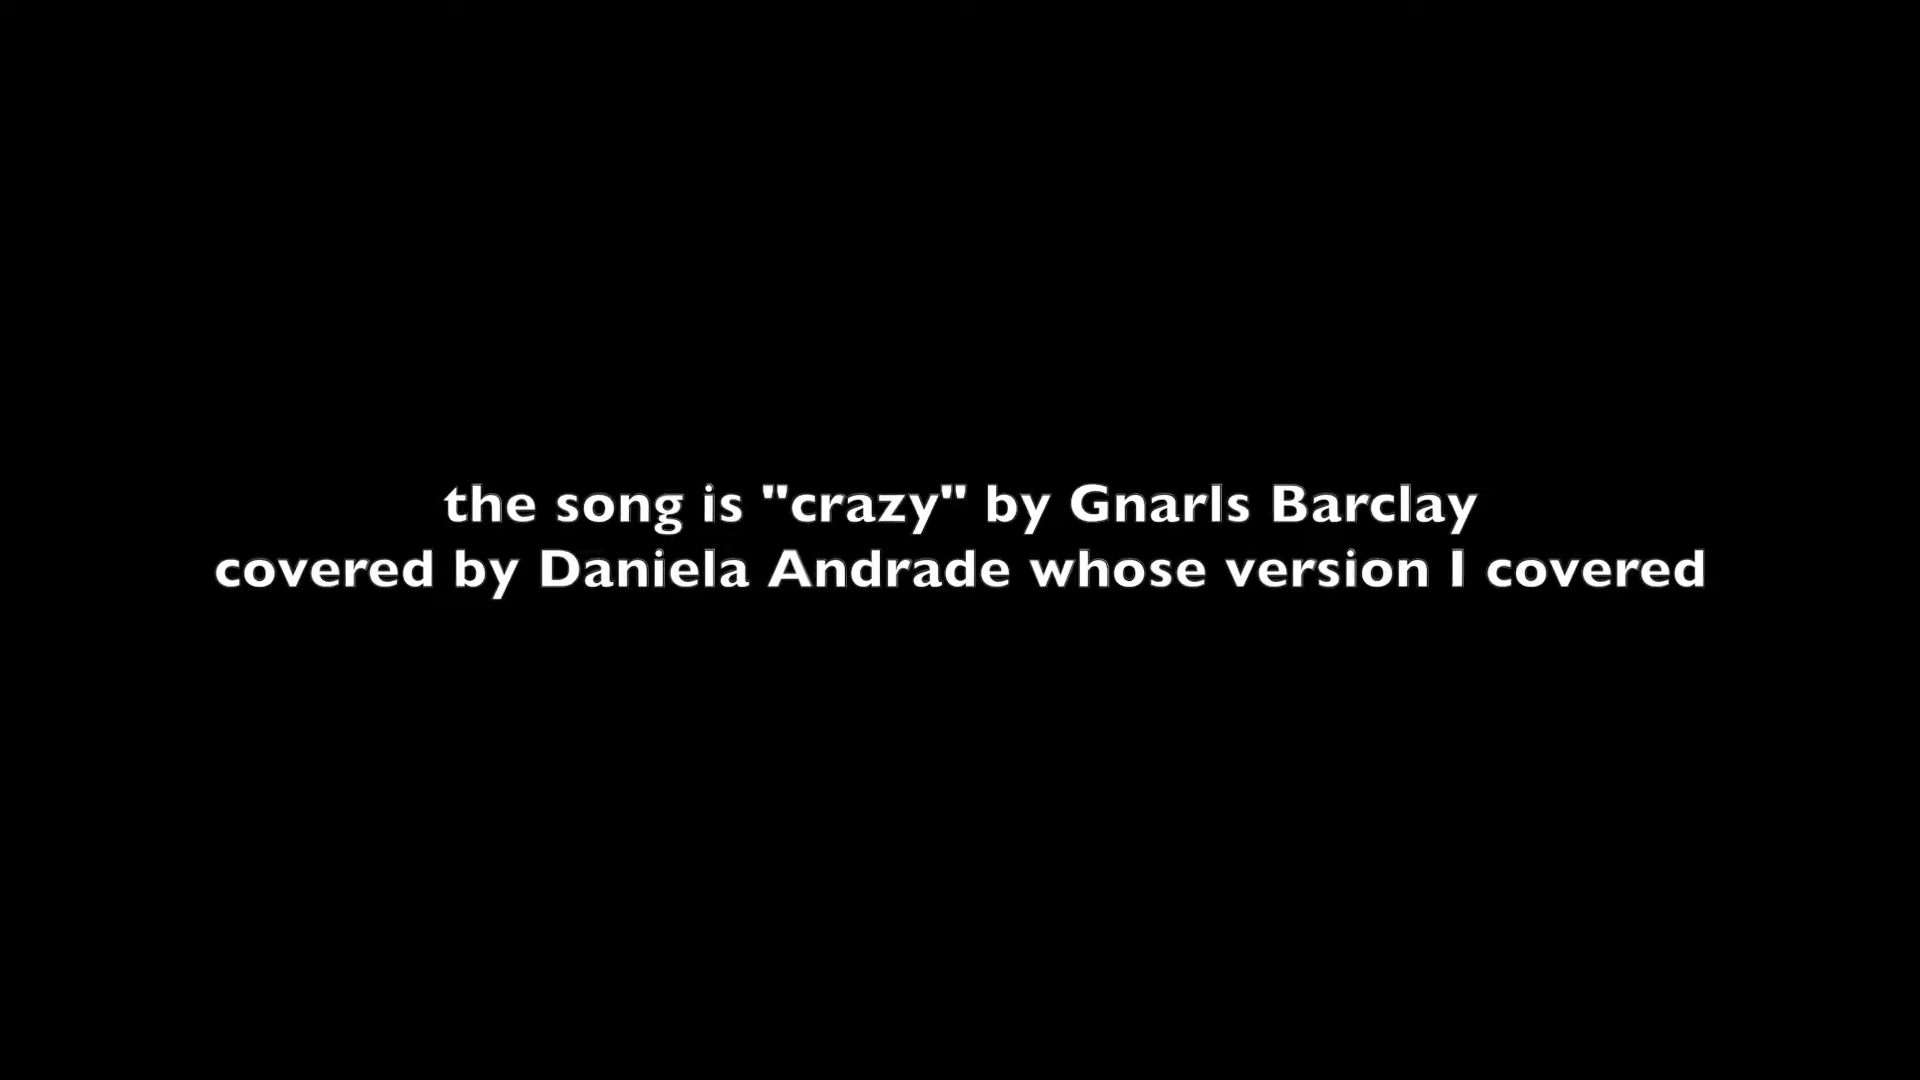 the song is "crazy" by Gnarls Barclay
covered by Daniela Andrade whose version I covered